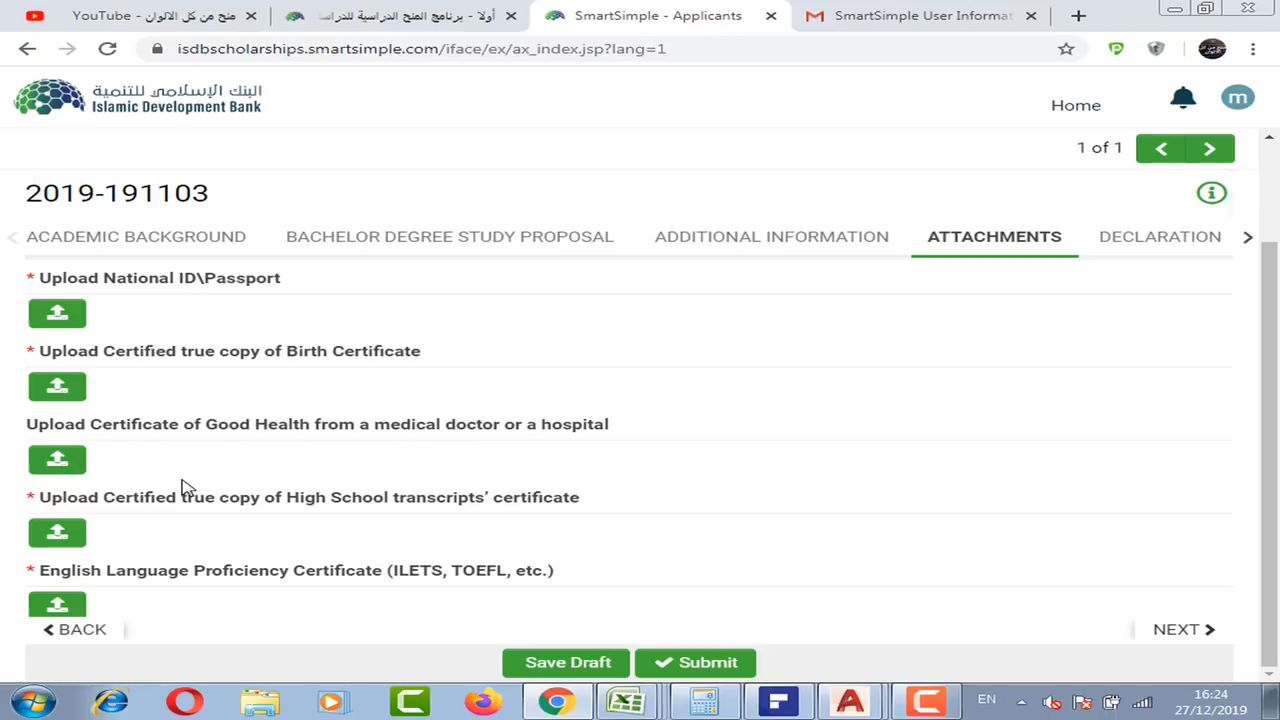 منح من كل الالوان - YouTube
أولا - برنامج المنح الدراسية للدراسا
SmartSimple - Applicants
SmartSimple User Informat
isdbscholarships.smartsimple.com/iface/ex/ax_index.jsp?lang=1
البنك الإسلامي للتنمية
Islamic Development Bank
Home
m
1 of 1
2019-191103
ACADEMIC BACKGROUND
BACHELOR DEGREE STUDY PROPOSAL
ADDITIONAL INFORMATION
ATTACHMENTS
DECLARATION
* Upload National ID\Passport
* Upload Certified true copy of Birth Certificate
Upload Certificate of Good Health from a medical doctor or a hospital
* Upload Certified true copy of High School transcripts’ certificate
* English Language Proficiency Certificate (ILETS, TOEFL, etc.)
BACK
NEXT
Save Draft
Submit
EN
16:24
27/12/2019